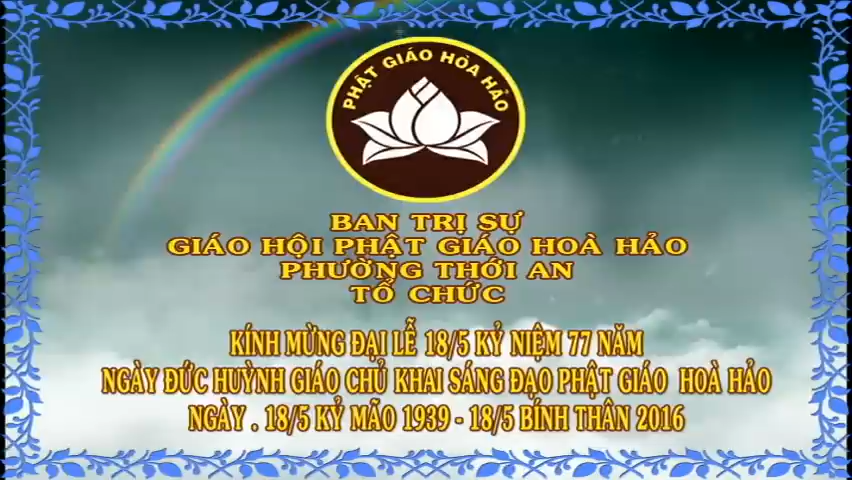 PHẬT GIÁO HÒA HẢO
BAN TRỊ SỰ
GIÁO HỘI PHẬT GIÁO HOÀ HẢO
PHƯỜNG THỚI AN
TỔ CHỨC
KÍNH MỪNG ĐẠI LỄ 18/5 KỶ NIỆM 77 NĂM
NGÀY ĐỨC HUỲNH GIÁO CHỦ KHAI SÁNG ĐẠO PHẬT GIÁO HOÀ HẢO
NGÀY . 18/5 KỶ MÃO 1939 - 18/5 BÍNH THÂN 2016